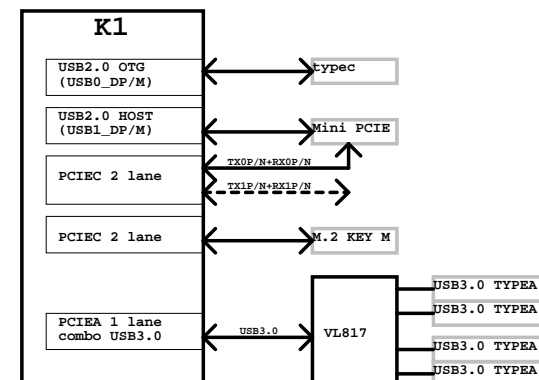 K1
USB2.0 OTG
(USB0_DP/M)
typec
USB2.0 HOST
(USB1_DP/M)
Mini PCIE
PCIEC 2 lane
TX0P/N+RX0P/N
TX1P/N+RX1P/N
PCIEC 2 lane
M.2 KEY M
PCIEA 1 lane
combo USB3.0
USB3.0
VL817
USB3.0 TYPEA
USB3.0 TYPEA
USB3.0 TYPEA
USB3.0 TYPEA